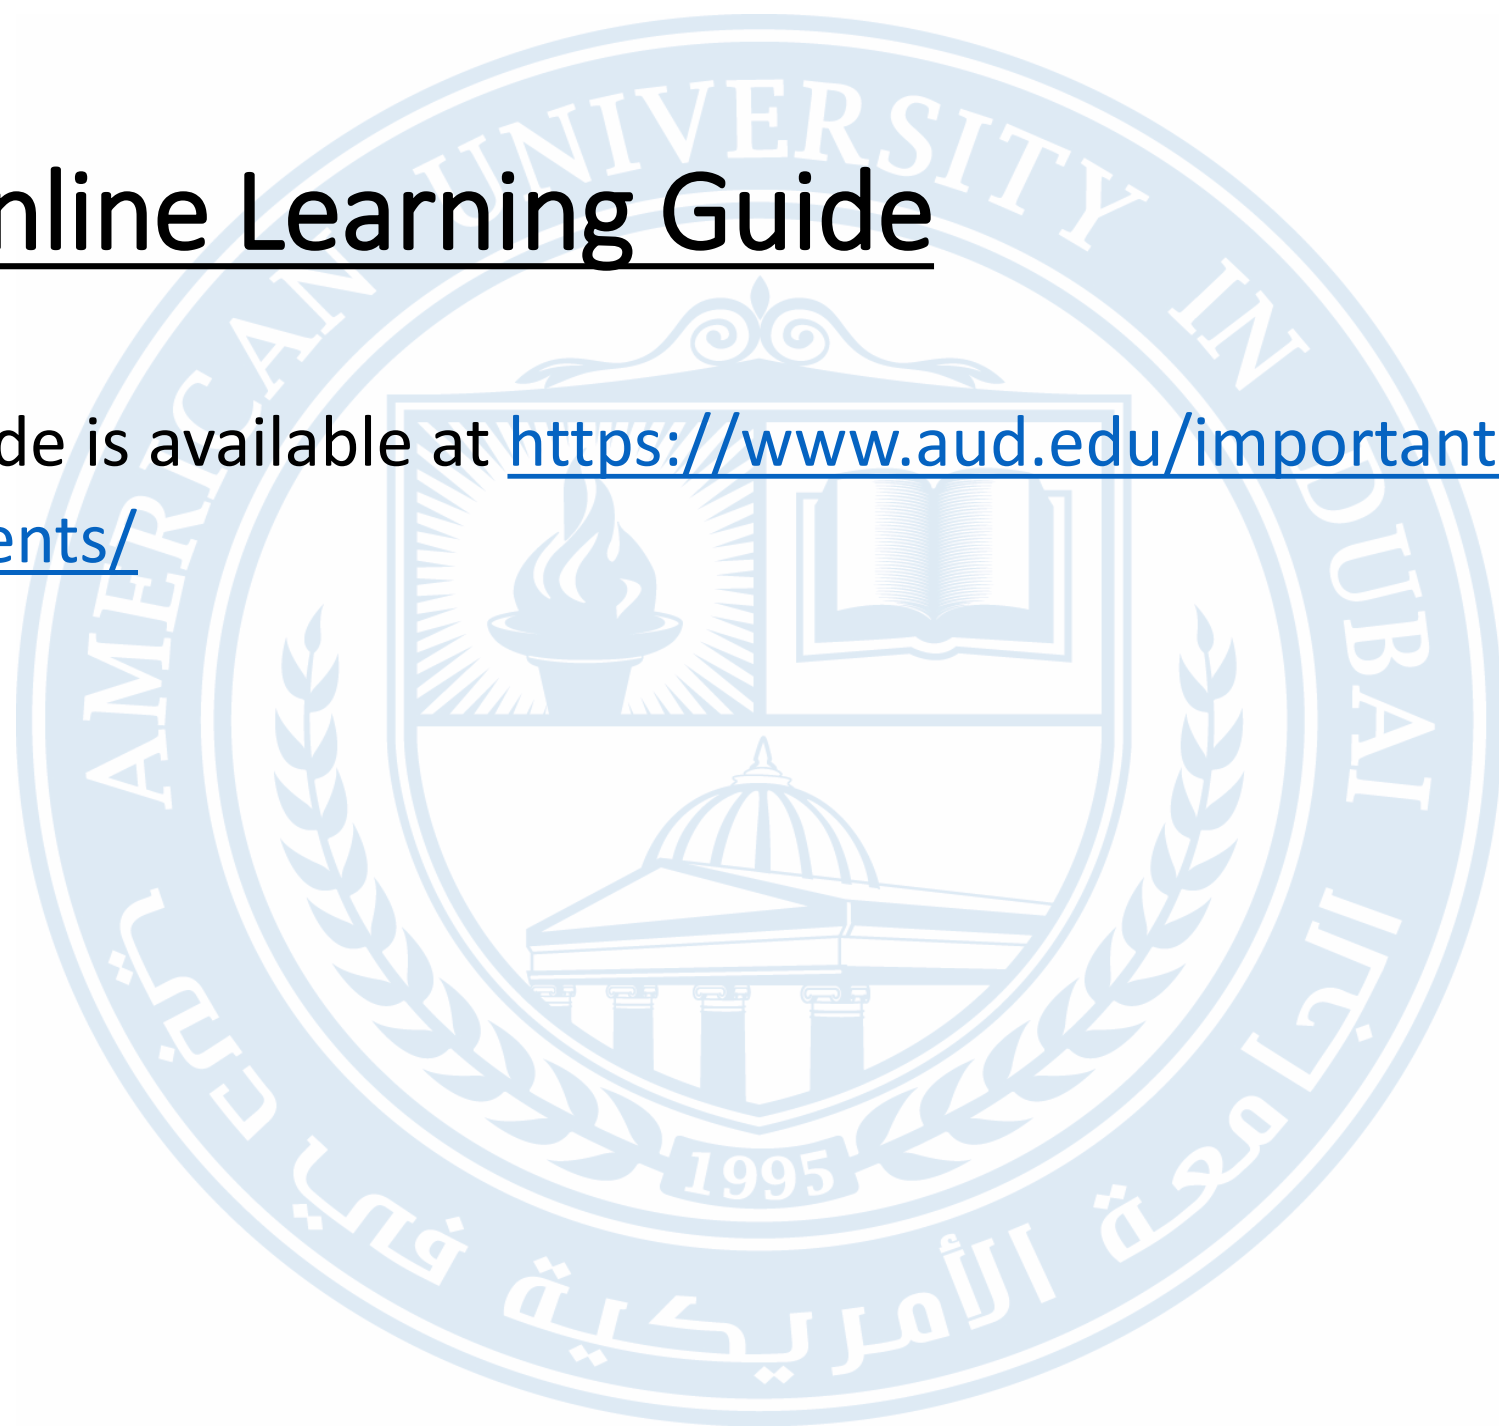 nline Learning Guide
de is available at https://www.aud.edu/important
ents/
AMERICAN UNIVERSITY IN DUBAI
1995
الجامعة الأمريكية في دبي